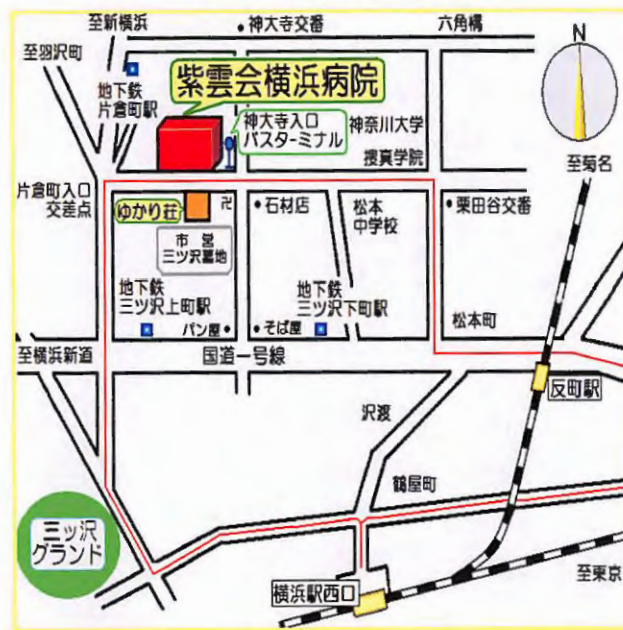 至新横浜
・神大寺交番
六角橋
N
至羽沢町
地下鉄
片倉町駅
紫雲会横浜病院
神大寺入口
バスターミナル
神奈川大学
捜真学院
至菊名
片倉町入口
交差点
ゆかり荘
卍
・石材店
松本
中学校
・栗田谷交番
市営
三ツ沢墓地
地下鉄
三ツ沢上町駅
地下鉄
三ツ沢下町駅
パン屋・
・そば屋
松本町
至横浜新道
国道一号線
反町駅
沢渡
鶴屋町
三ッ沢
グランド
横浜駅西口
至東京